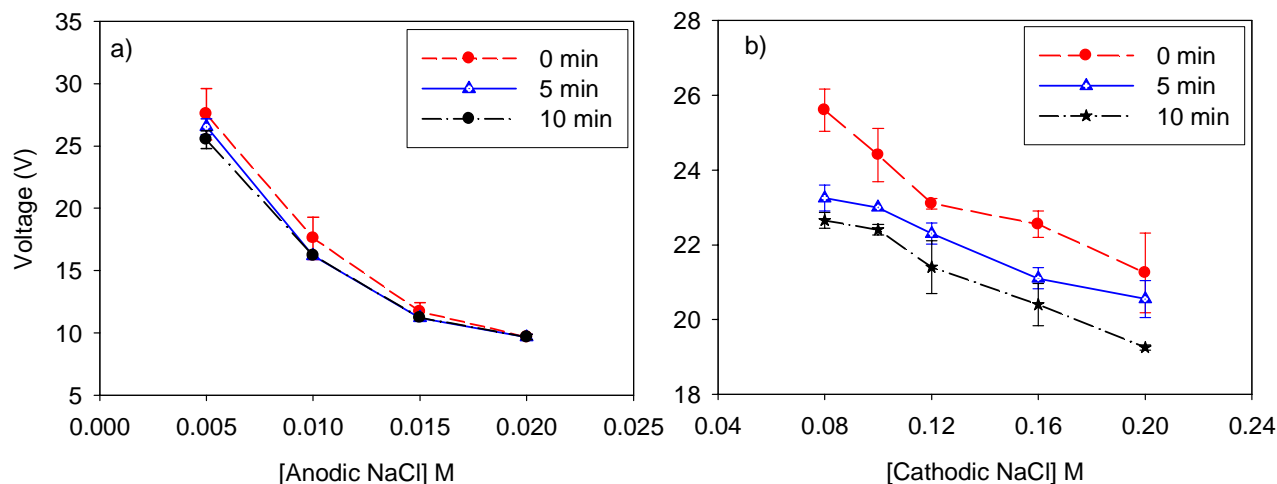 a)
0 min
5 min
10 min
35
30
25
20
15
10
5
Voltage (V)
0.000 0.005 0.010 0.015 0.020 0.025
[Anodic NaCl] M
b)
0 min
5 min
10 min
28
26
24
22
20
18
0.04 0.08 0.12 0.16 0.20 0.24
[Cathodic NaCl] M